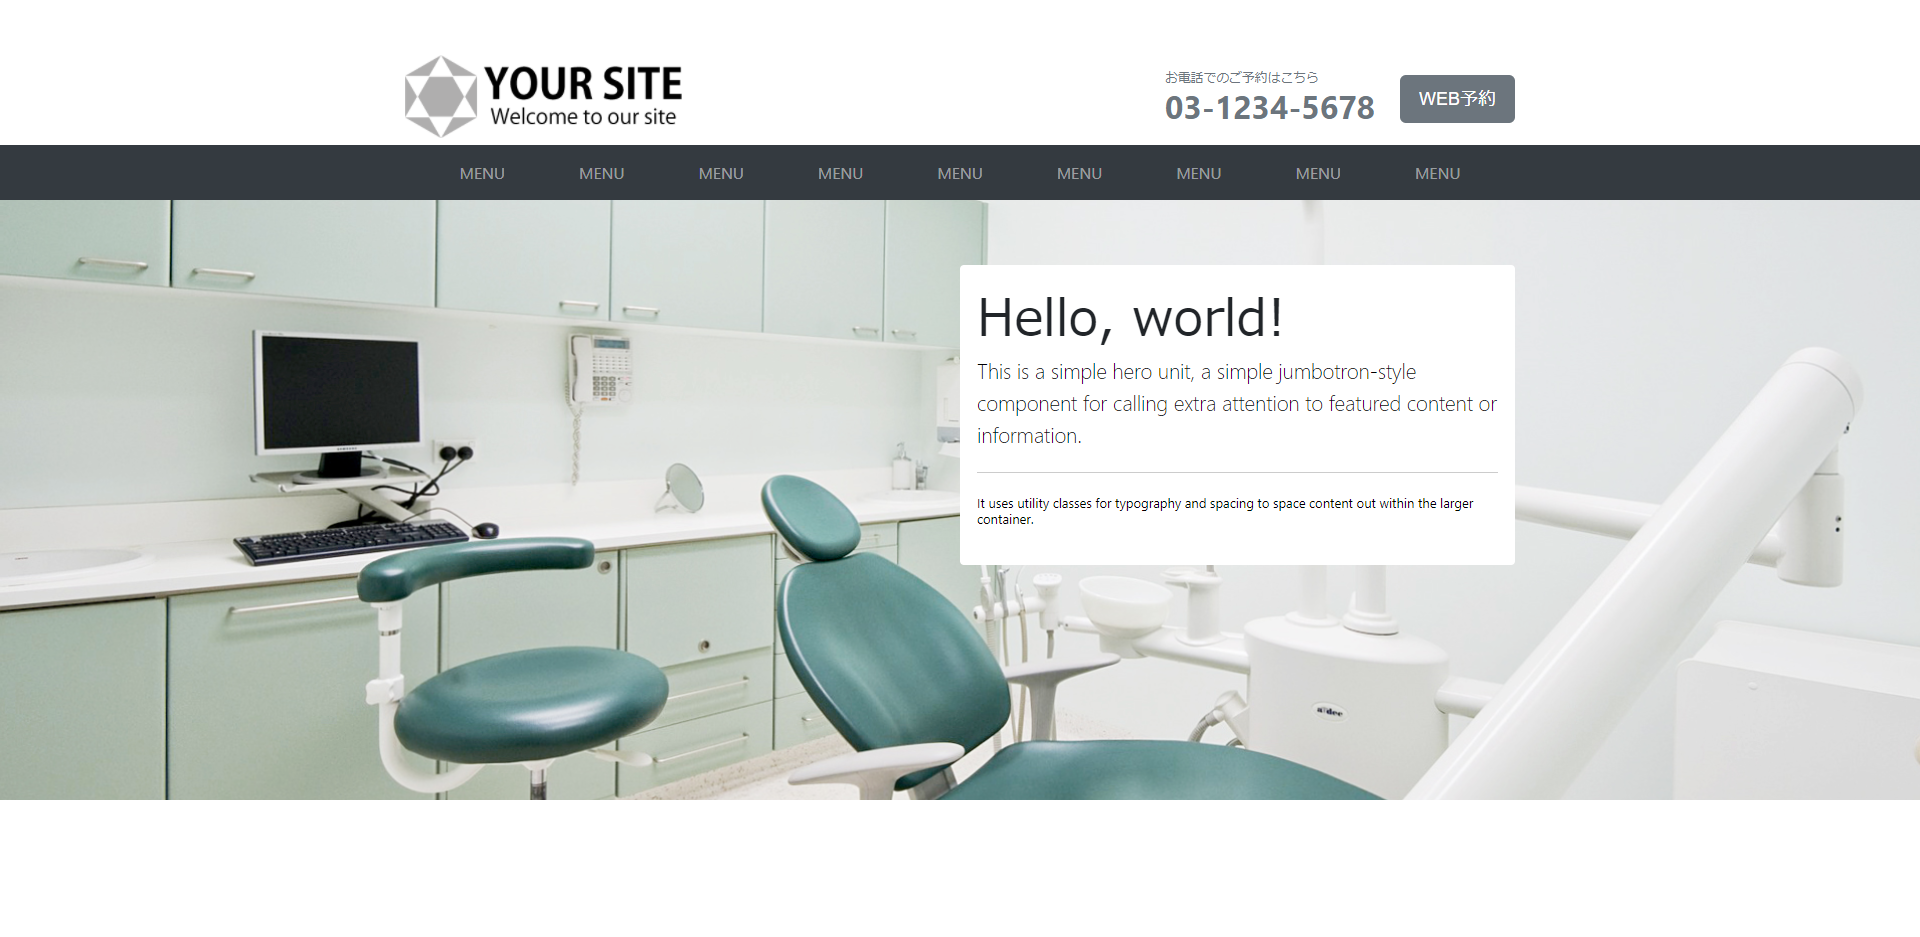 YOUR SITE
Welcome to our site
お電話でのご予約はこちら
03-1234-5678
WEB予約
MENU MENU MENU MENU MENU MENU MENU MENU MENU
Hello, world!
This is a simple hero unit, a simple jumbotron-style
component for calling extra attention to featured content or
information.
It uses utility classes for typography and spacing to space content out within the larger
container.